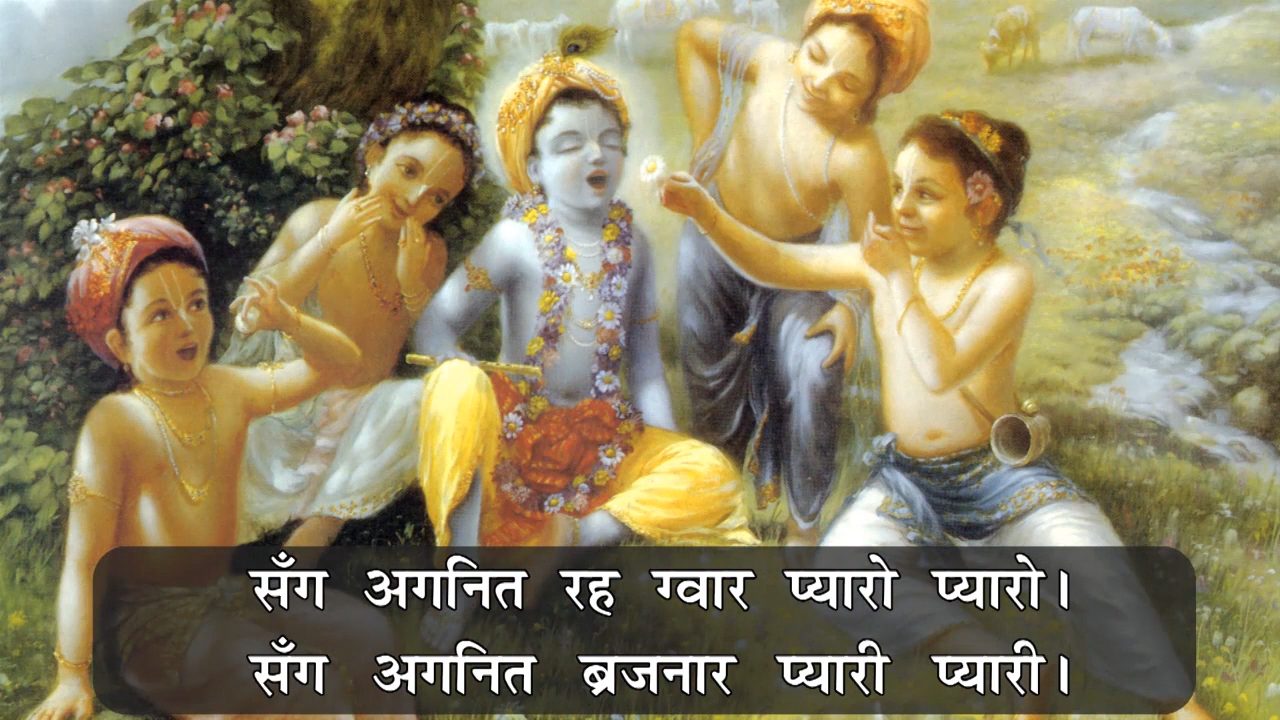 सँग अगनित रह ग्वार प्यारो प्यारो।
सँग अगनित ब्रजनार प्यारी प्यारी।